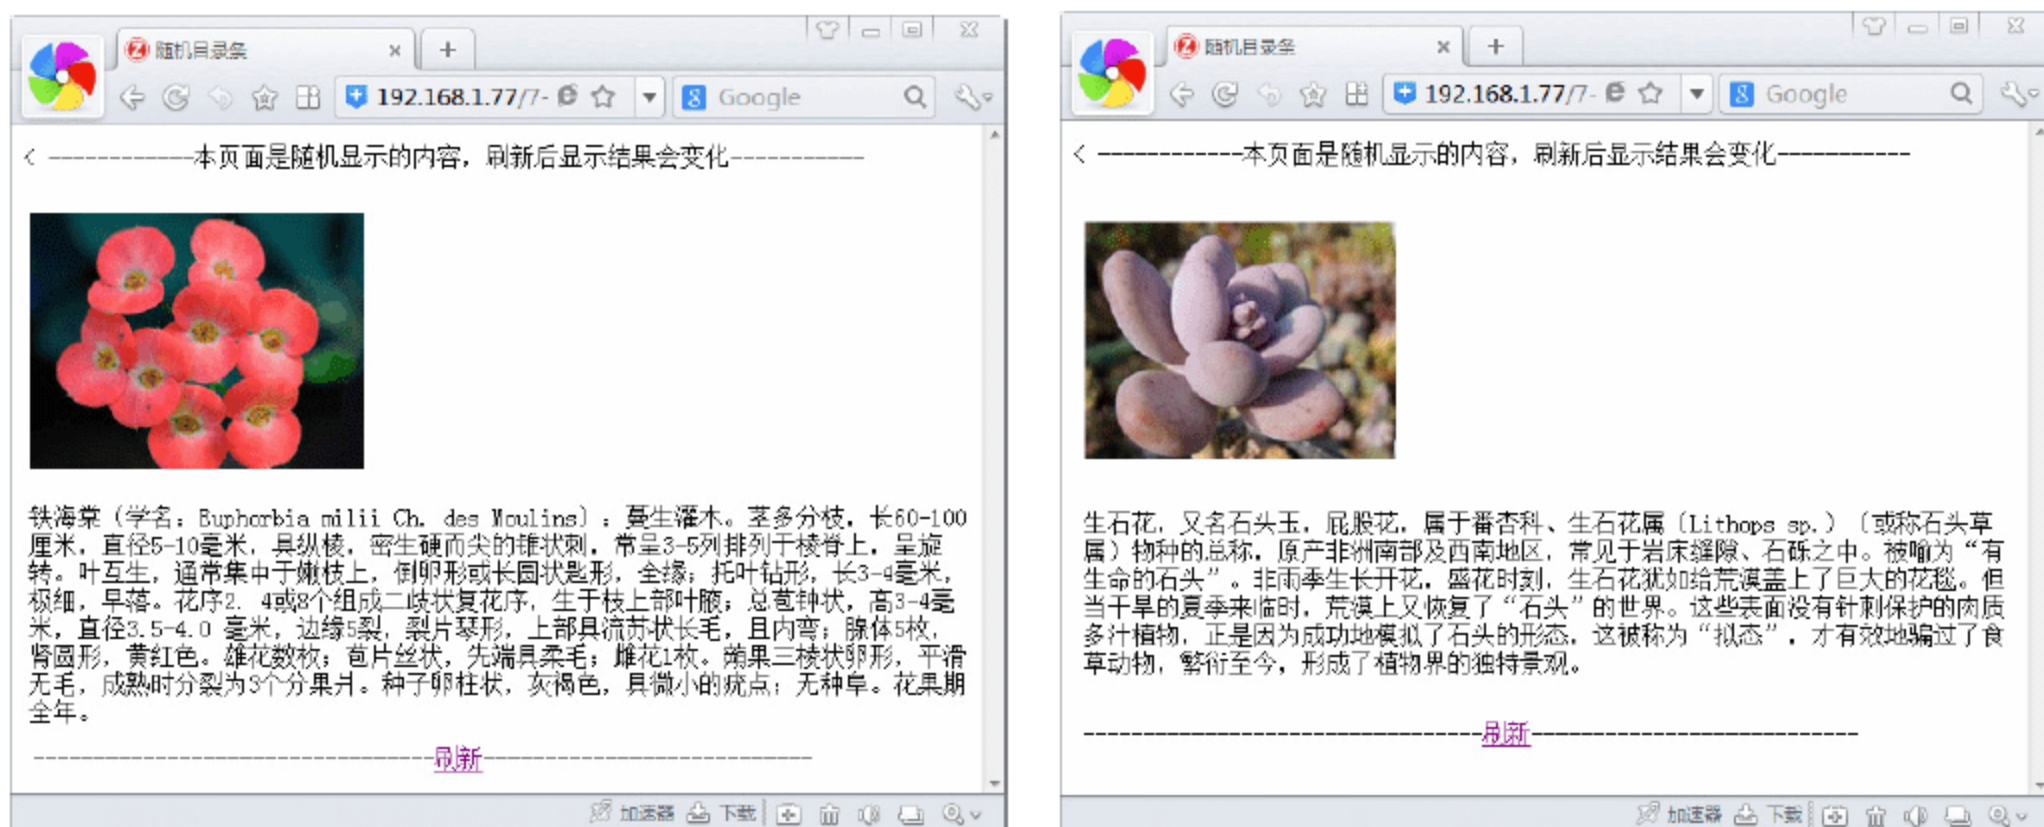 随机目录条
192.168.1.77/7-
Google
< ------------本页面是随机显示的内容，刷新后显示结果会变化-----------
铁海棠（学名：Euphorbia milii Ch. des Moulins）：蔓生灌木。茎多分枝，长60-100
厘米，直径5-10毫米，具纵棱，密生硬而尖的锥状刺，常呈3-5列排列于棱脊上，呈旋
转。叶互生，通常集中于嫩枝上，倒卵形或长圆状匙形，全缘；托叶钻形，长3-4毫米，
极细，早落。花序2. 4或8个组成二歧状复花序，生于枝上部叶腋；总苞钟状，高3-4毫
米，直径3.5-4.0 毫米，边缘5裂，裂片琴形，上部具流苏状长毛，且内弯；腺体5枚，
肾圆形，黄红色。雄花数枚；苞片丝状，先端具柔毛；雌花1枚。蒴果三棱状卵形，平滑
无毛，成熟时分裂为3个分果爿。种子卵柱状，灰褐色，具微小的疣点；无种阜。花果期
全年。
---------------------------------刷新---------------------------
加速器 下载
随机目录条
192.168.1.77/7-
Google
< ------------本页面是随机显示的内容，刷新后显示结果会变化-----------
生石花，又名石头玉，屁股花，属于番杏科、生石花属（Lithops sp.）（或称石头草
属）物种的总称，原产非洲南部及西南地区，常见于岩床缝隙、石砾之中。被喻为“有
生命的石头”。非雨季生长开花，盛花时刻，生石花犹如给荒漠盖上了巨大的花毯。但
当干旱的夏季来临时，荒漠上又恢复了“石头”的世界。这些表面没有针刺保护的肉质
多汁植物，正是因为成功地模拟了石头的形态，这被称为“拟态”，才有效地骗过了食
草动物，繁衍至今，形成了植物界的独特景观。
---------------------------------刷新---------------------------
加速器 下载